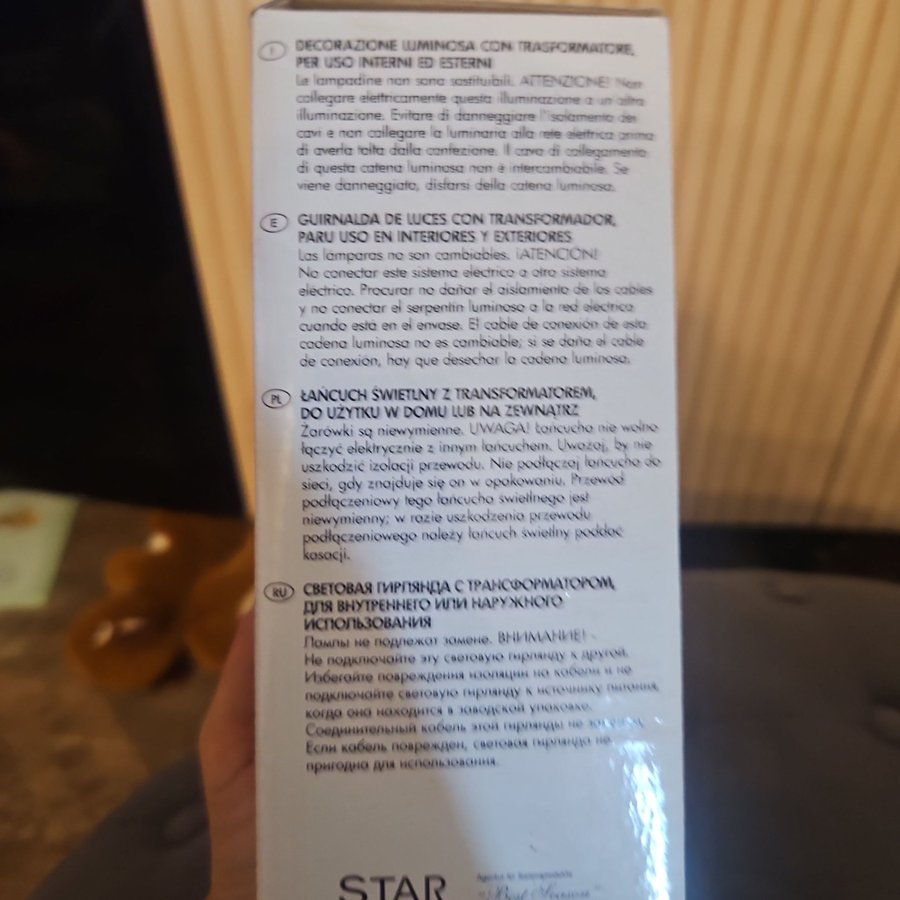 I
DECORAZIONE LUMINOSA CON TRASFORMATORE,
PER USO INTERNI ED ESTERNI
Le lampadine non sono sostituibili. ATTENZIONE! Non
collegare elettricamente questa illuminazione a un altra
illuminazione. Evitare di danneggiare l'isolamento dei
cavi e non collegare la luminaria alla rete elettrica prima
di averla tolta dalla confezione. Il cavo di collegamento
di questa catena luminosa non é intercambiabile. Se
viene danneggiato, disfarsi della catena luminosa.
E
GUIRNALDA DE LUCES CON TRANSFORMADOR,
PARU USO EN INTERIORES Y EXTERIORES
Las lámparas no son cambiables. ¡ATENCIÓN!
No conectar este sistema eléctrico a otro sistema
eléctrico. Procurar no dañar el aislamiento de los cables
y no conectar el serpentín luminoso a la red eléctrica
cuando está en el envase. El cable de conexión de esta
cadena luminosa no es cambiable; si se daña el cable
de conexión, hay que desechar la cadena luminosa.
PL
ŁAŃCUCH ŚWIETLNY Z TRANSFORMATOREM,
DO UŻYTKU W DOMU LUB NA ZEWNĄTRZ
Żarówki są niewymienne. UWAGA! Łańcucha nie wolno
łączyć elektrycznie z innym łańcuchem. Uważaj, by nie
uszkodzić izolacji przewodu. Nie podłączaj łańcucha do
sieci, gdy znajduje się on w opakowaniu. Przewód
podłączeniowy tego łańcucha świetlnego jest
niewymienny; w razie uszkodzenia przewodu
podłączeniowego należy łańcuch świetlny poddać
kasacji.
RU
СВЕТОВАЯ ГИРЛЯНДА С ТРАНСФОРМАТОРОМ,
ДЛЯ ВНУТРЕННЕГО ИЛИ НАРУЖНОГО
ИСПОЛЬЗОВАНИЯ
Лампы не подлежат замене. ВНИМАНИЕ! -
Не подключайте эту световую гирлянду к другой.
Избегайте повреждения изоляции на кабели и не
подключайте световую гирлянду к источнику питания,
когда она находится в заводской упаковке.
Соединительный кабель этой гирлянды не
Если кабель поврежден, световая гирлянда не
пригодна для использования.
STAR
"Best Season"